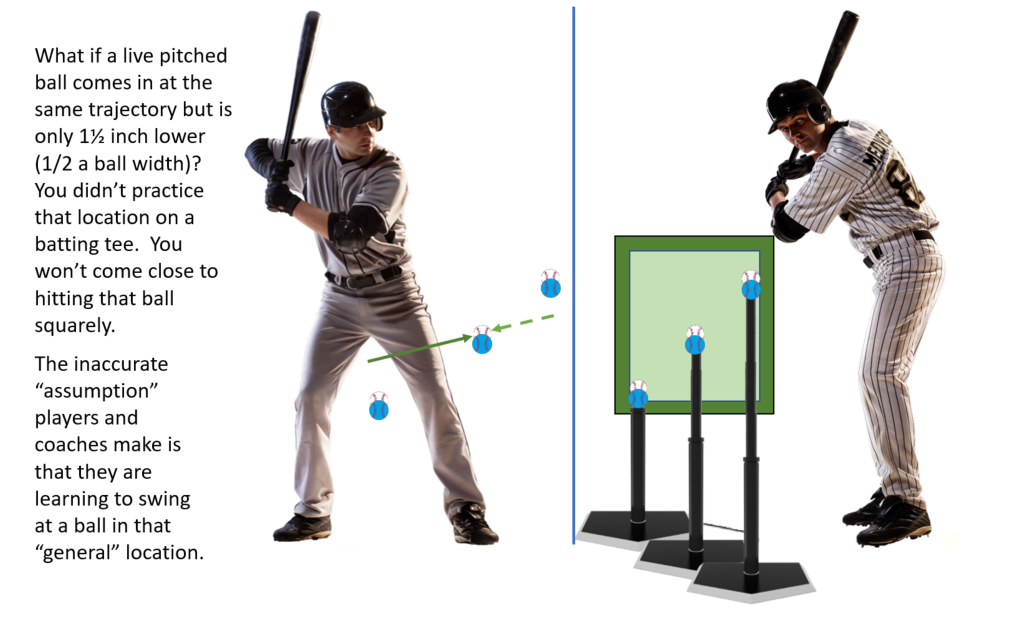 What if a live pitched
ball comes in at the
same trajectory but is
only 1½ inch lower
(1/2 a ball width)?
You didn’t practice
that location on a
batting tee.  You
won’t come close to
hitting that ball
squarely.
The inaccurate
“assumption”
players and
coaches make is
that they are
learning to swing
at a ball in that
“general” location.